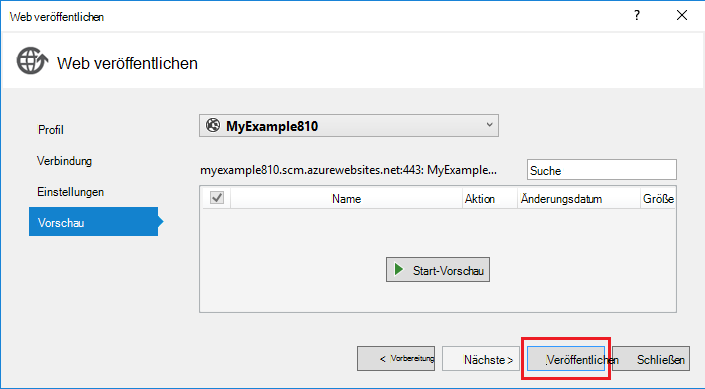 Web veröffentlichen
?
Web veröffentlichen
Profil
Verbindung
Einstellungen
Vorschau
MyExample810
myexample810.scm.azurewebsites.net:443: MyExample...
Suche
Name Aktion Änderungsdatum Größe
Start-Vorschau
< Vorbereitung Nächste > Veröffentlichen Schließen